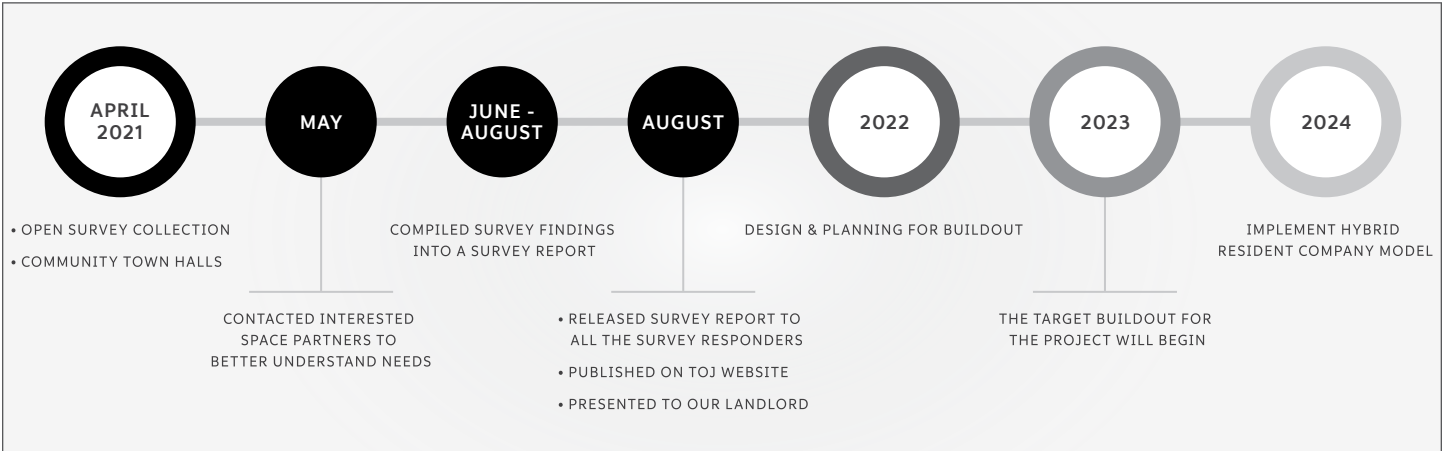 APRIL
2021
MAY
JUNE -
AUGUST
AUGUST
2022
2023
2024
• OPEN SURVEY COLLECTION
• COMMUNITY TOWN HALLS
CONTACTED INTERESTED
SPACE PARTNERS TO
BETTER UNDERSTAND NEEDS
COMPILED SURVEY FINDINGS
INTO A SURVEY REPORT
• RELEASED SURVEY REPORT TO
ALL THE SURVEY RESPONDERS
• PUBLISHED ON TOJ WEBSITE
• PRESENTED TO OUR LANDLORD
DESIGN & PLANNING FOR BUILDOUT
THE TARGET BUILDOUT FOR
THE PROJECT WILL BEGIN
IMPLEMENT HYBRID
RESIDENT COMPANY MODEL